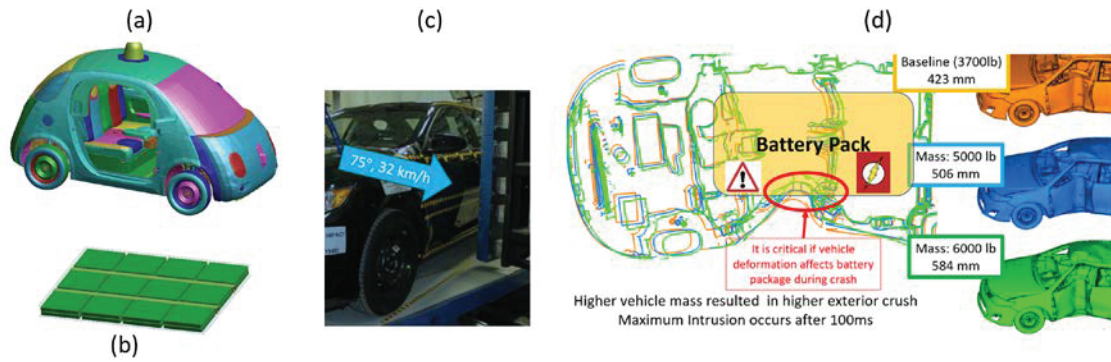 (a)
(b)
(c)
75°, 32 km/h
(d)
Baseline (3700lb)
423 mm
Battery Pack
Mass: 5000 lb
506 mm
It is critical if vehicle
deformation affects battery
package during crash
Mass: 6000 lb
584 mm
Higher vehicle mass resulted in higher exterior crush
Maximum Intrusion occurs after 100ms